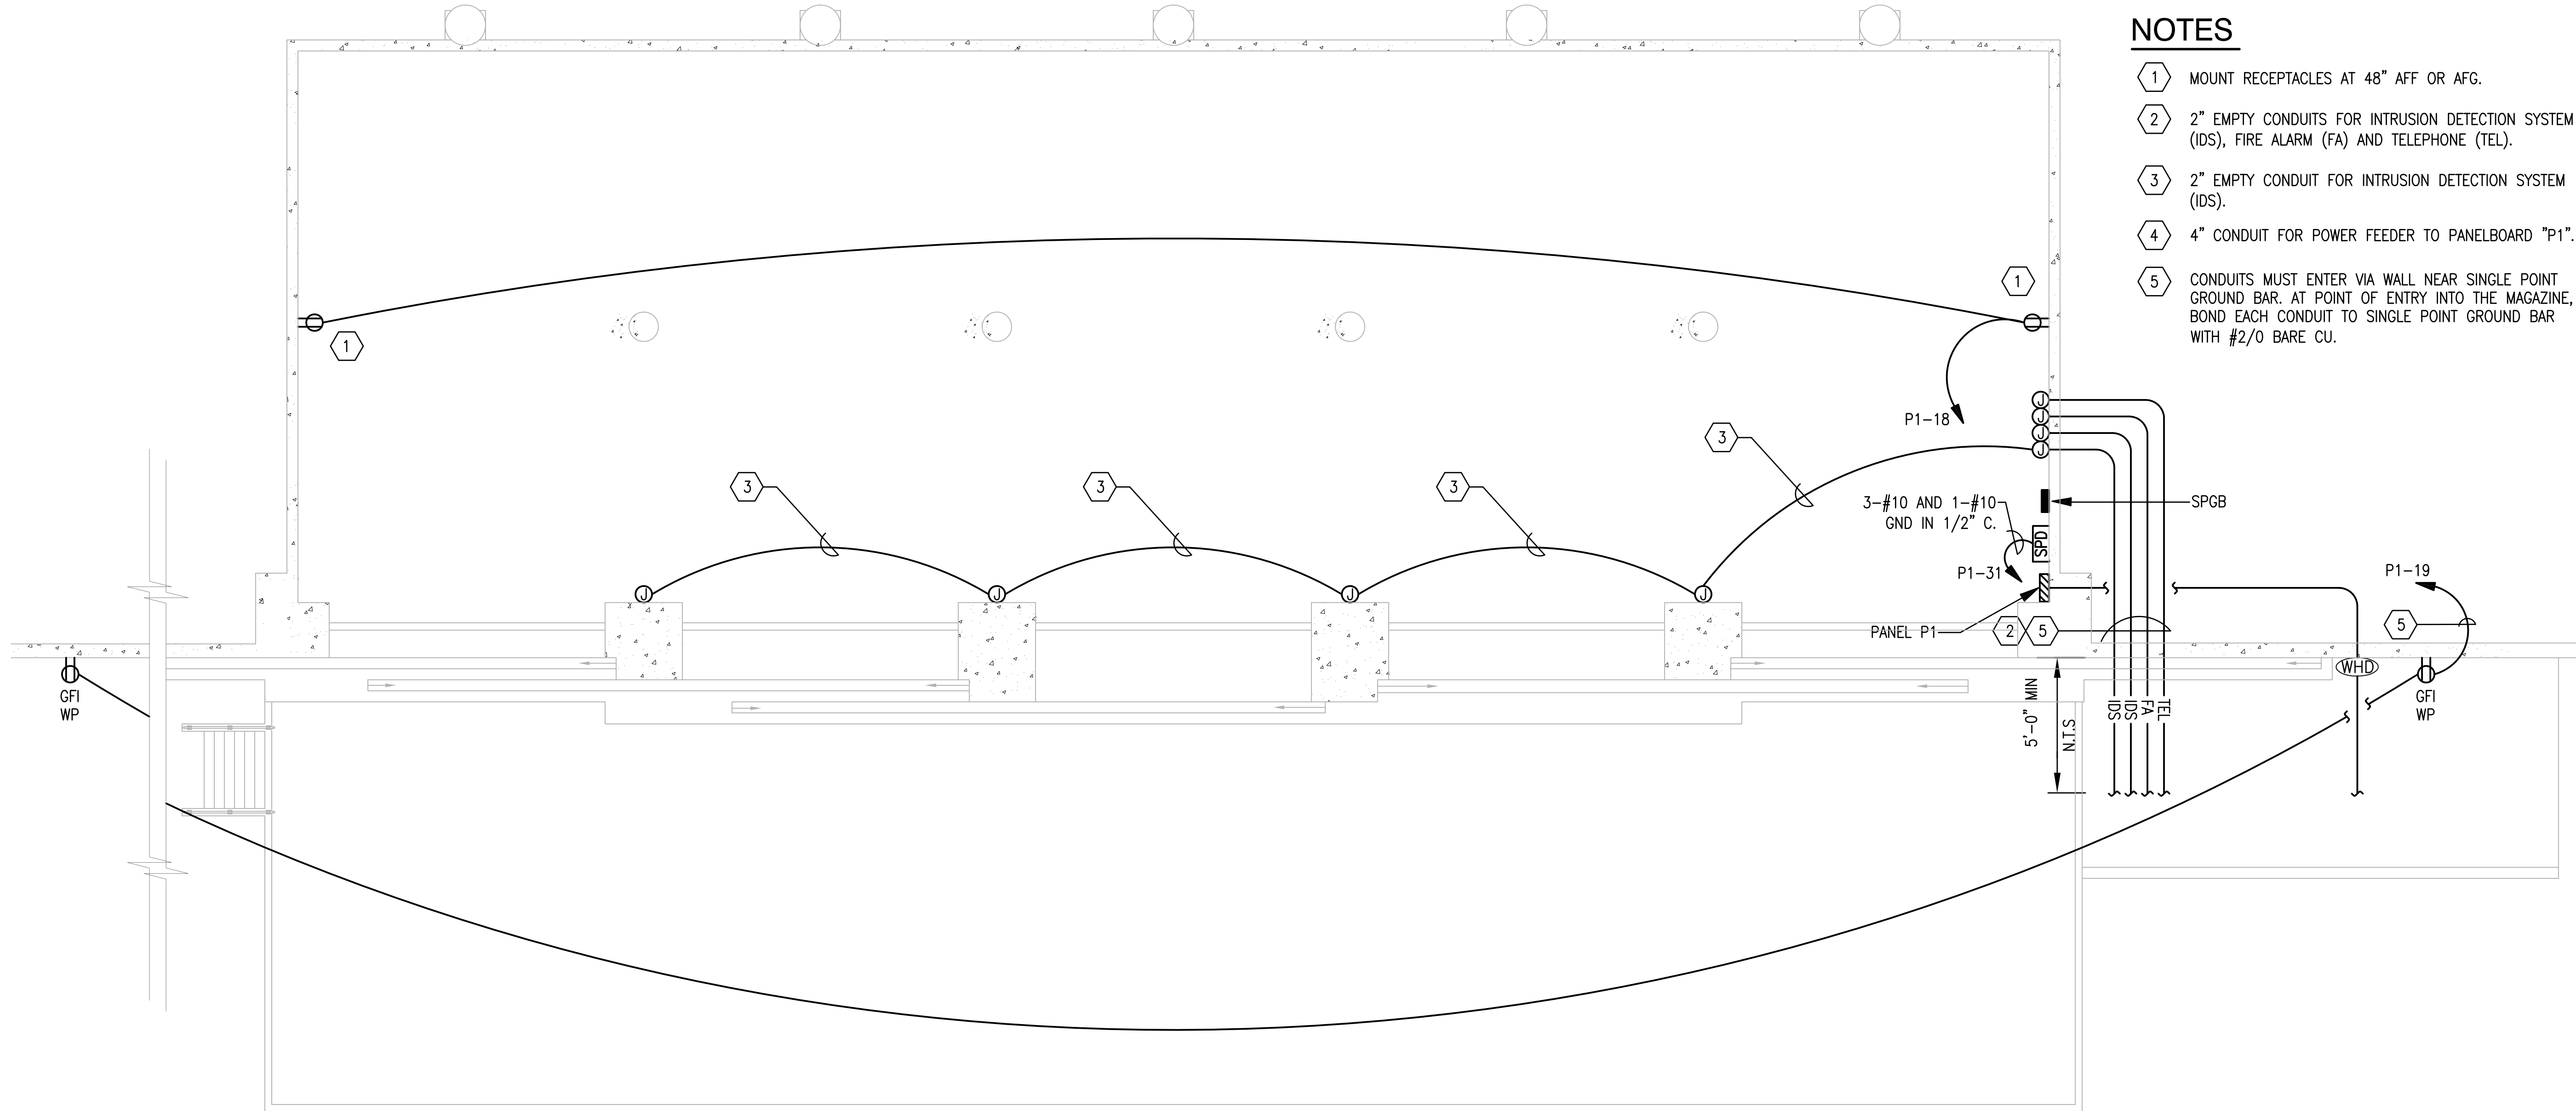 NOTES
1 MOUNT RECEPTACLES AT 48" AFF OR AFG.
2 2" EMPTY CONDUITS FOR INTRUSION DETECTION SYSTEM
(IDS), FIRE ALARM (FA) AND TELEPHONE (TEL).
3 2" EMPTY CONDUIT FOR INTRUSION DETECTION SYSTEM
(IDS).
4 4" CONDUIT FOR POWER FEEDER TO PANELBOARD "P1".
5 CONDUITS MUST ENTER VIA WALL NEAR SINGLE POINT
GROUND BAR. AT POINT OF ENTRY INTO THE MAGAZINE,
BOND EACH CONDUIT TO SINGLE POINT GROUND BAR
WITH #2/0 BARE CU.
1
1
P1-18
J
J
J
J
3
3
3
3
3-#10 AND 1-#10
GND IN 1/2" C.
SPGB
SPD
P1-31
P1-19
J
J
J
J
PANEL P1
2
5
5
WHD
GFI
WP
GFI
WP
5'-0" MIN
N.T.S
IDS
IDS
FA
TEL